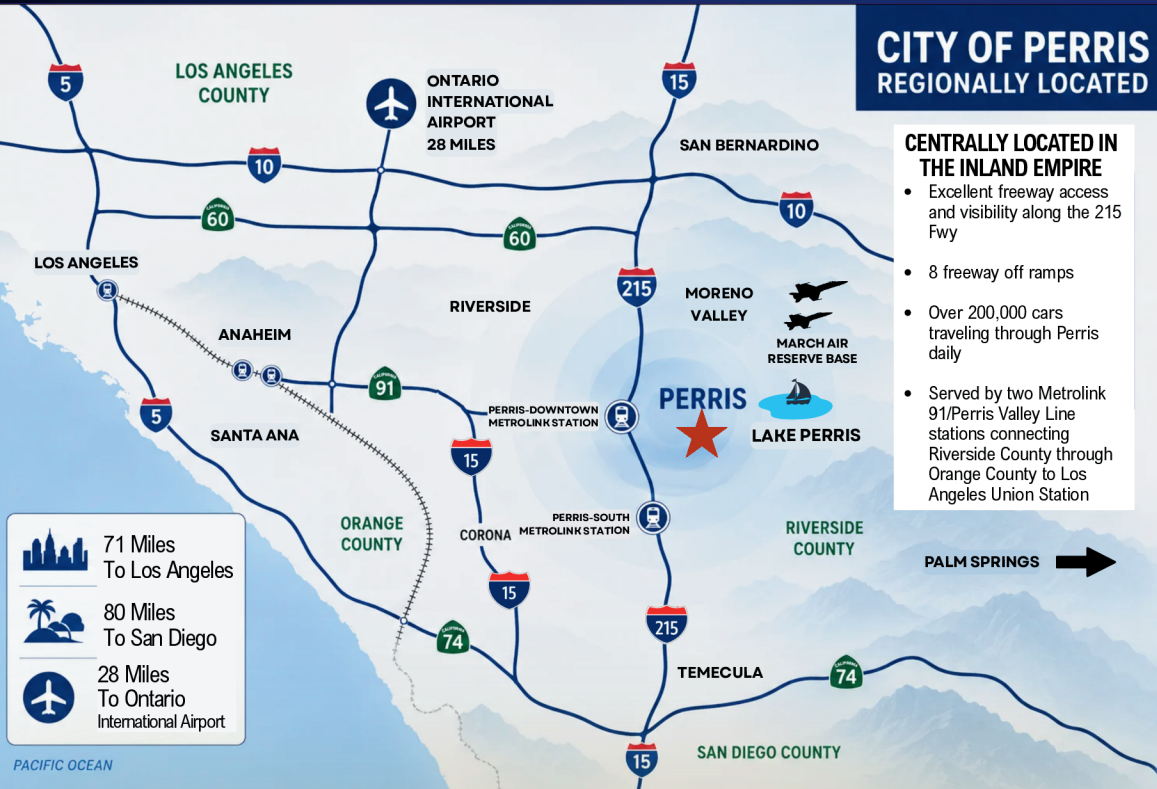 CITY OF PERRIS
REGIONALLY LOCATED
5
LOS ANGELES
COUNTY
ONTARIO
INTERNATIONAL
AIRPORT
28 MILES
15
SAN BERNARDINO
10
10
CALIFORNIA
60
CALIFORNIA
60
LOS ANGELES
215
RIVERSIDE
MORENO
VALLEY
MARCH AIR
RESERVE BASE
ANAHEIM
CALIFORNIA
91
PERRIS
LAKE PERRIS
PERRIS-DOWNTOWN
METROLINK STATION
5
SANTA ANA
15
ORANGE
COUNTY
CORONA
PERRIS-SOUTH
METROLINK STATION
RIVERSIDE
COUNTY
PALM SPRINGS
15
215
CALIFORNIA
74
TEMECULA
CALIFORNIA
74
SAN DIEGO COUNTY
15
CENTRALLY LOCATED IN
THE INLAND EMPIRE
• Excellent freeway access
and visibility along the 215
Fwy
• 8 freeway off ramps
• Over 200,000 cars
traveling through Perris
daily
• Served by two Metrolink
91/Perris Valley Line
stations connecting
Riverside County through
Orange County to Los
Angeles Union Station
71 Miles
To Los Angeles
80 Miles
To San Diego
28 Miles
To Ontario
International Airport
PACIFIC OCEAN